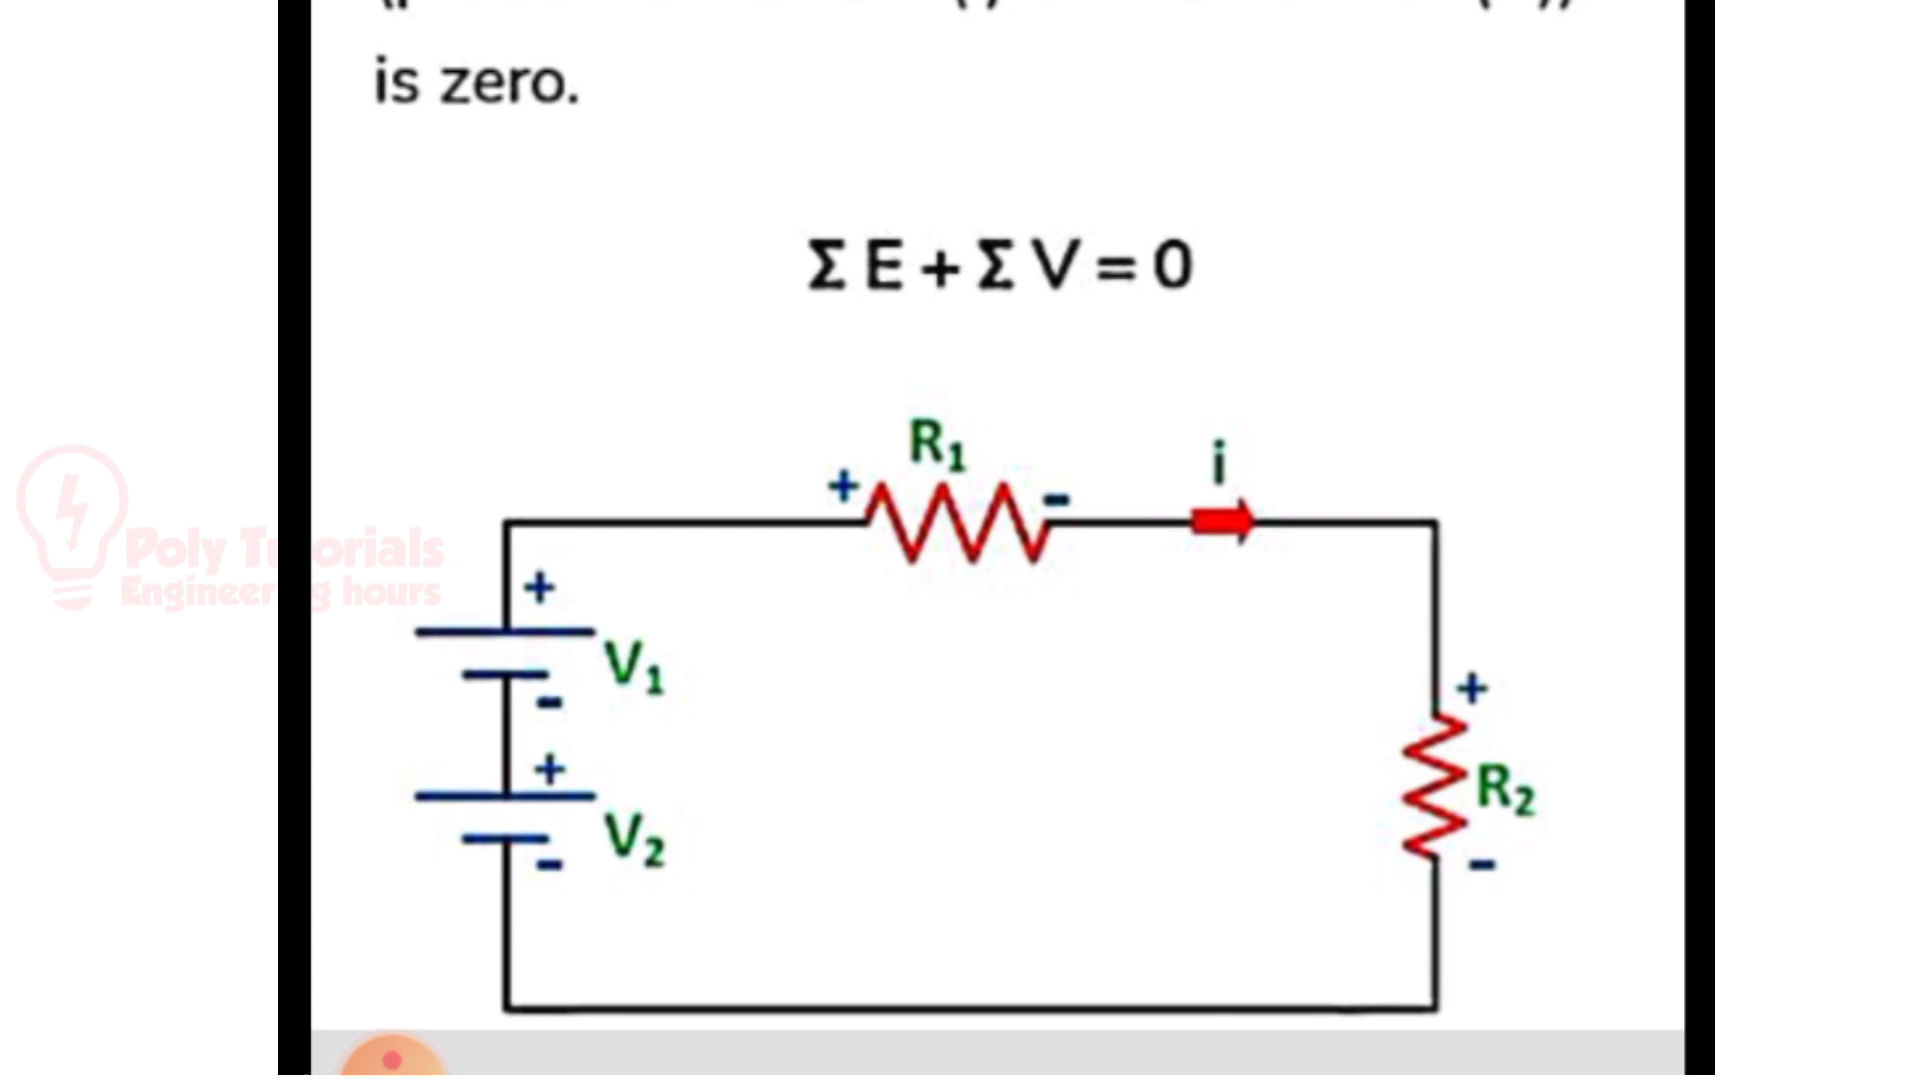 is zero.
Σ E + Σ V = 0
R₁
i
+
-
Poly Tutorials
Engineering hours
+
V₁
-
+
R₂
-
+
V₂
-